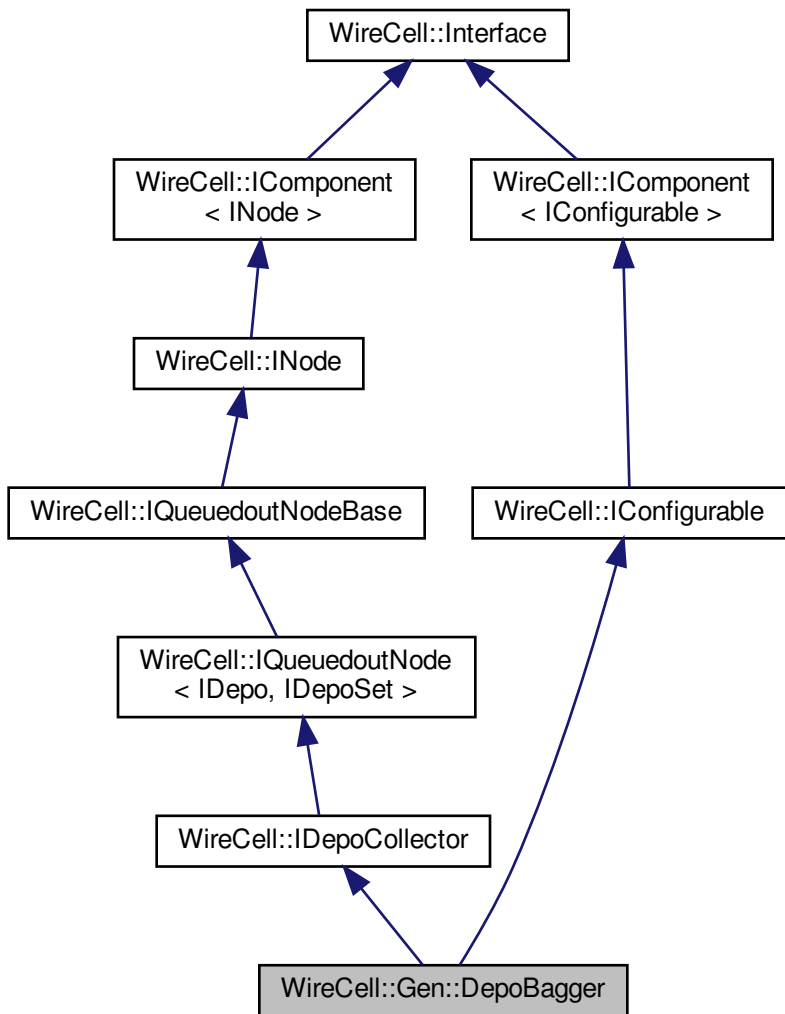 WireCell::Interface
WireCell::IComponent
< INode >
WireCell::IComponent
< IConfigurable >
WireCell::INode
WireCell::IQueuedoutNodeBase
WireCell::IConfigurable
WireCell::IQueuedoutNode
< IDepo, IDepoSet >
WireCell::IDepoCollector
WireCell::Gen::DepoBagger